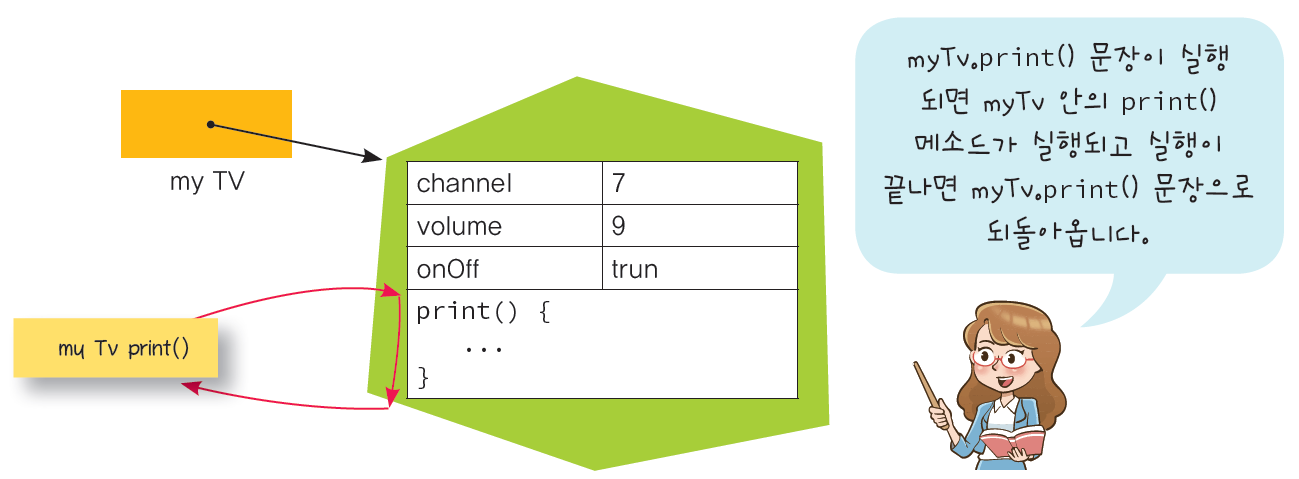 my TV
channel 7
volume 9
onOff trun
print() {
...
}
my Tv print()
myTv.print() 문장이 실행
되면 myTv 안의 print()
메소드가 실행되고 실행이
끝나면 myTv.print() 문장으로
되돌아옵니다.